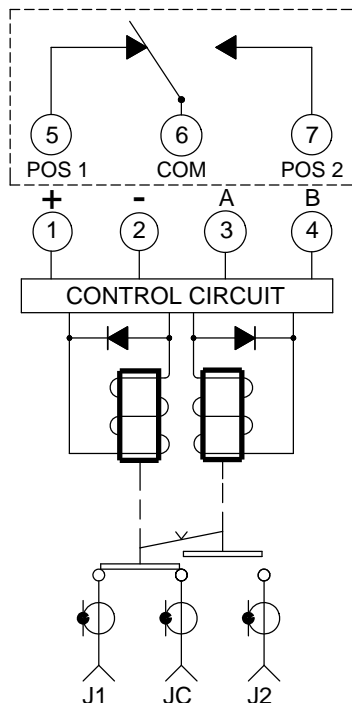 5 6 7
POS 1 COM POS 2
+ - A B
1 2 3 4
CONTROL CIRCUIT
J1 JC J2